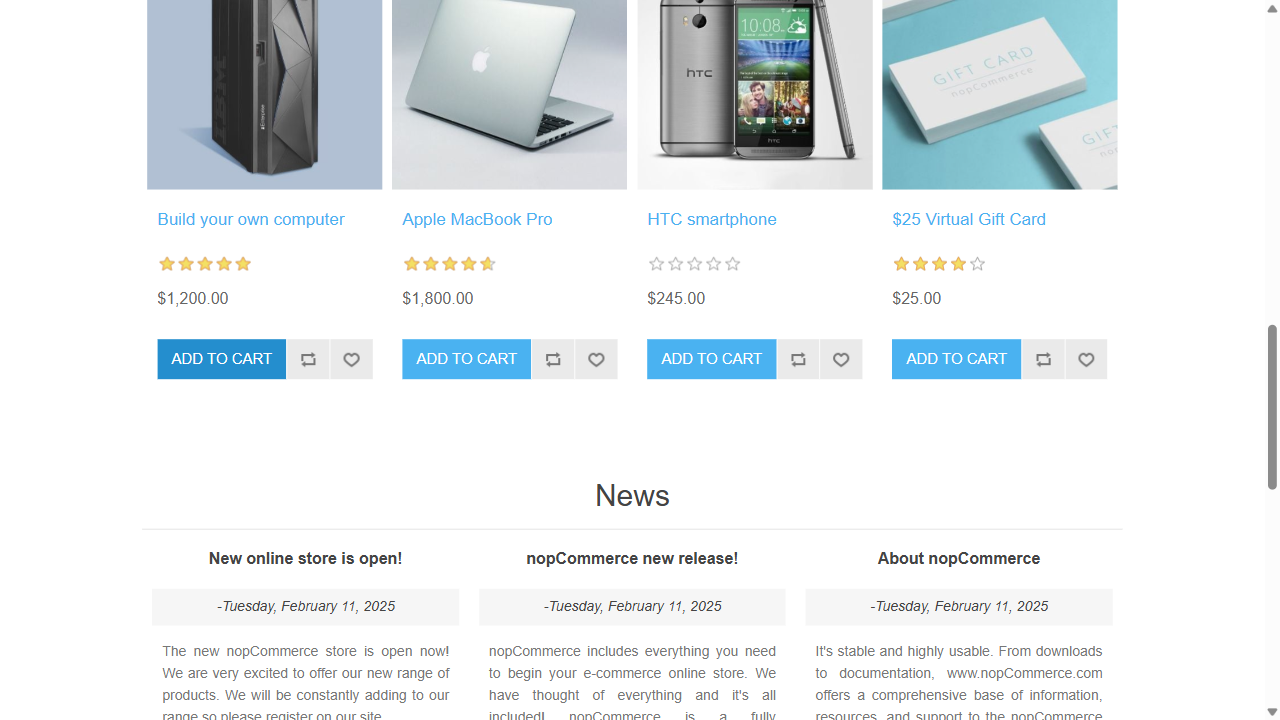 10:08
hTC
hTC
GIFT CARD
nopCommerce
Build your own computer
Apple MacBook Pro
HTC smartphone
$25 Virtual Gift Card
$1,200.00
$1,800.00
$245.00
$25.00
ADD TO CART
ADD TO CART
ADD TO CART
ADD TO CART
News
New online store is open!
nopCommerce new release!
About nopCommerce
-Tuesday, February 11, 2025
-Tuesday, February 11, 2025
-Tuesday, February 11, 2025
The new nopCommerce store is open now!
We are very excited to offer our new range of
products. We will be constantly adding to our
range so please register on our site.
nopCommerce includes everything you need
to begin your e-commerce online store. We
have thought of everything and it's all
included! nopCommerce is a fully
It's stable and highly usable. From downloads
to documentation, www.nopCommerce.com
offers a comprehensive base of information,
resources, and support to the nopCommerce